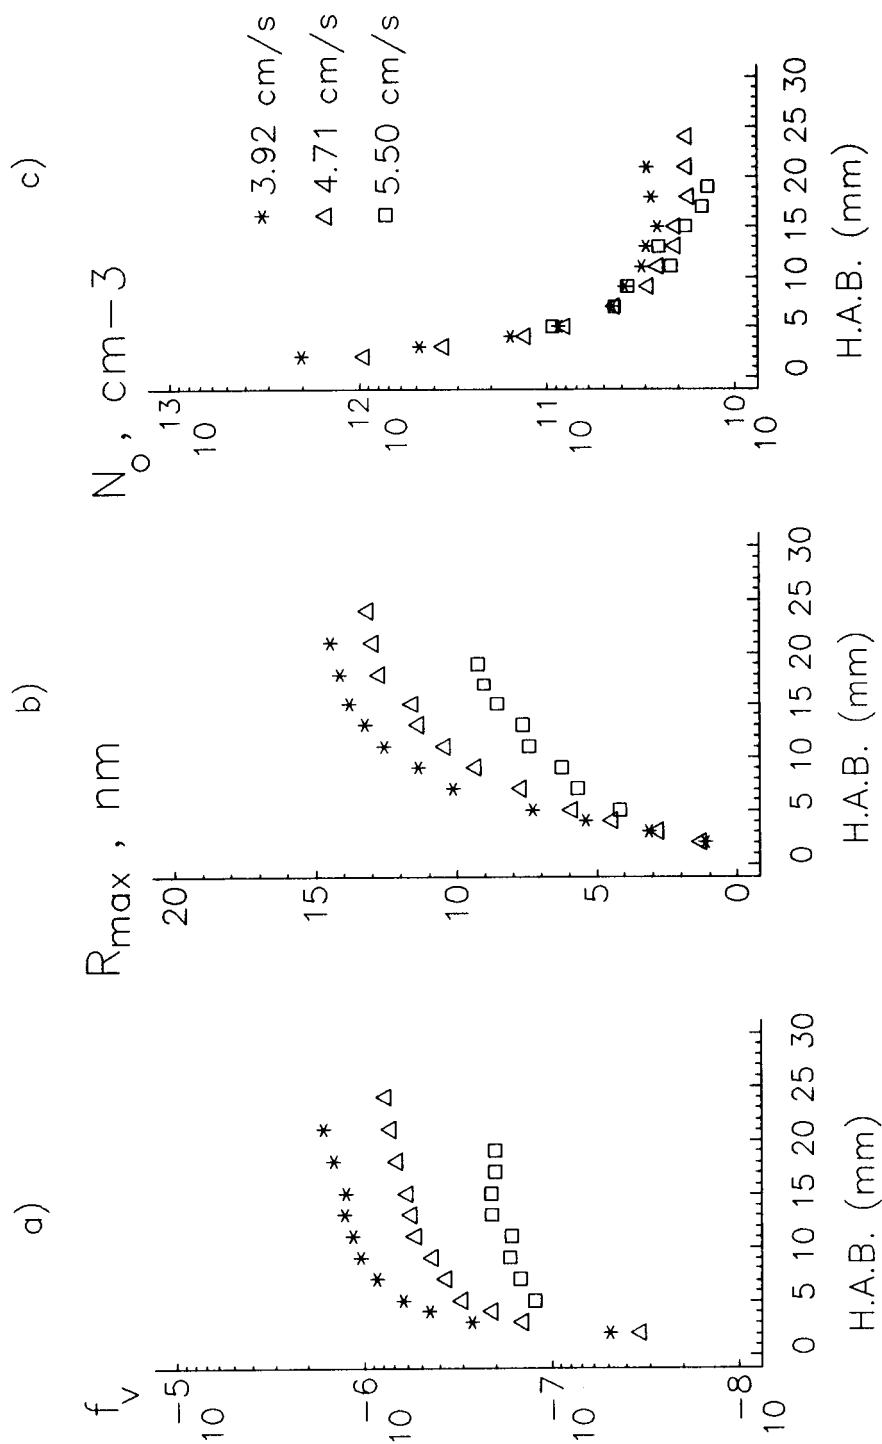 a)
f_v
10^-5
10^-6
10^-7
10^-8
0 5 10 15 20 25 30
H.A.B. (mm)
b)
R_max , nm
20
15
10
5
0
0 5 10 15 20 25 30
H.A.B. (mm)
c)
N_o , cm-3
10^13
10^12
10^11
10^10
* 3.92 cm/s
△ 4.71 cm/s
□ 5.50 cm/s
0 5 10 15 20 25 30
H.A.B. (mm)